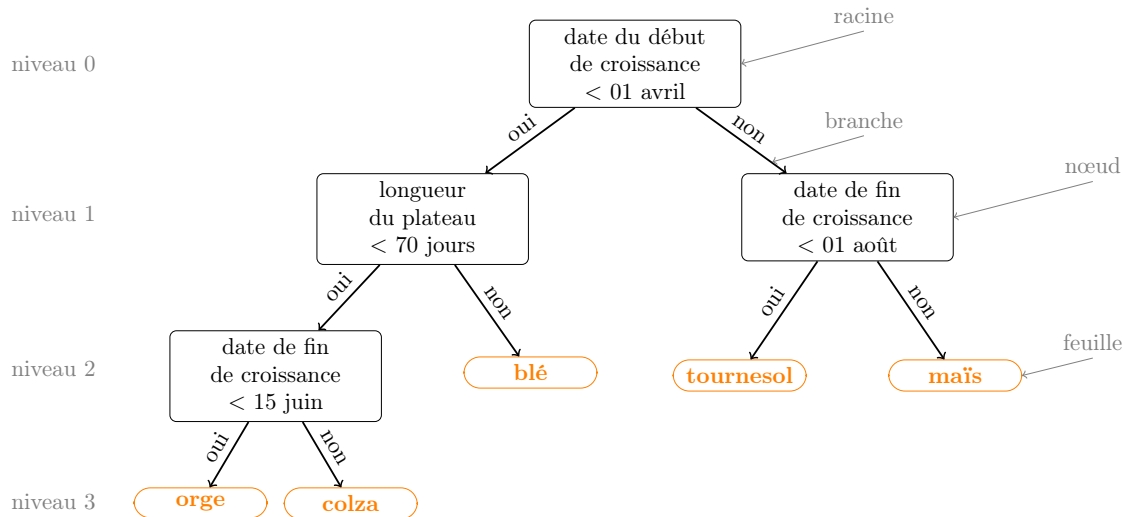 racine
date du début
de croissance
< 01 avril
niveau 0
oui
non
branche
nœud
longueur
du plateau
< 70 jours
date de fin
de croissance
< 01 août
niveau 1
oui
non
oui
non
feuille
date de fin
de croissance
< 15 juin
niveau 2
blé
tournesol
maïs
oui
non
niveau 3
orge
colza